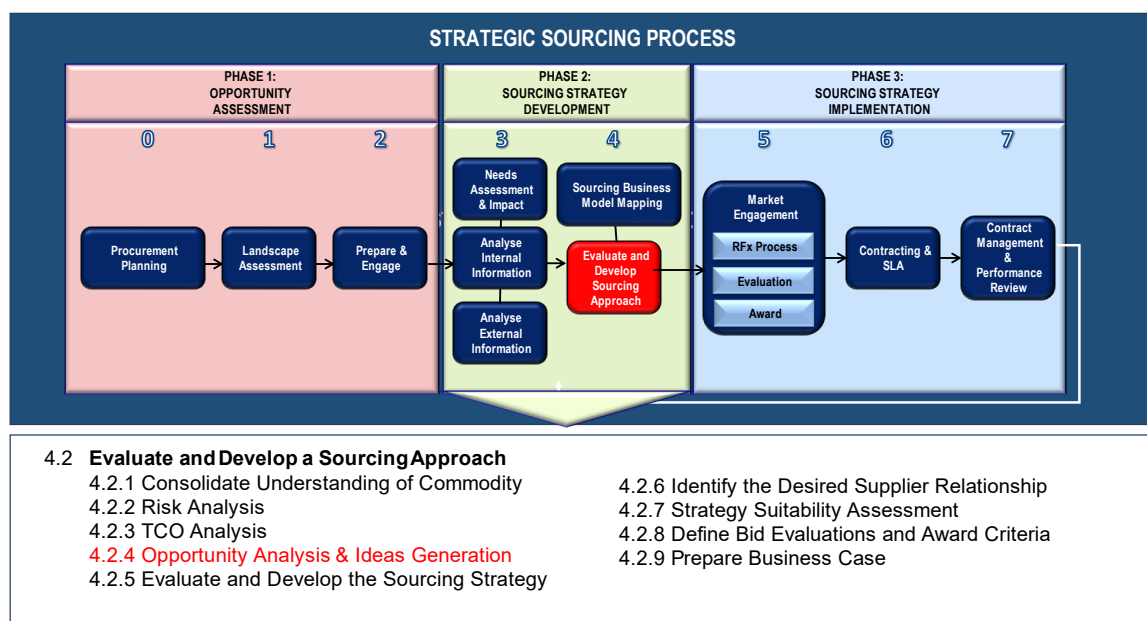 STRATEGIC SOURCING PROCESS
PHASE 1:
OPPORTUNITY
ASSESSMENT
PHASE 2:
SOURCING STRATEGY
DEVELOPMENT
PHASE 3:
SOURCING STRATEGY
IMPLEMENTATION
0
1
2
3
4
5
6
7
Procurement
Planning
Landscape
Assessment
Prepare &
Engage
Needs
Assessment
& Impact
Analyse
Internal
Information
Analyse
External
Information
Sourcing Business
Model Mapping
Evaluate and
Develop
Sourcing
Approach
Market
Engagement
RFx Process
Evaluation
Award
Contracting &
SLA
Contract
Management
&
Performance
Review
4.2 Evaluate and Develop a Sourcing Approach
4.2.1 Consolidate Understanding of Commodity
4.2.2 Risk Analysis
4.2.3 TCO Analysis
4.2.4 Opportunity Analysis & Ideas Generation
4.2.5 Evaluate and Develop the Sourcing Strategy
4.2.6 Identify the Desired Supplier Relationship
4.2.7 Strategy Suitability Assessment
4.2.8 Define Bid Evaluations and Award Criteria
4.2.9 Prepare Business Case